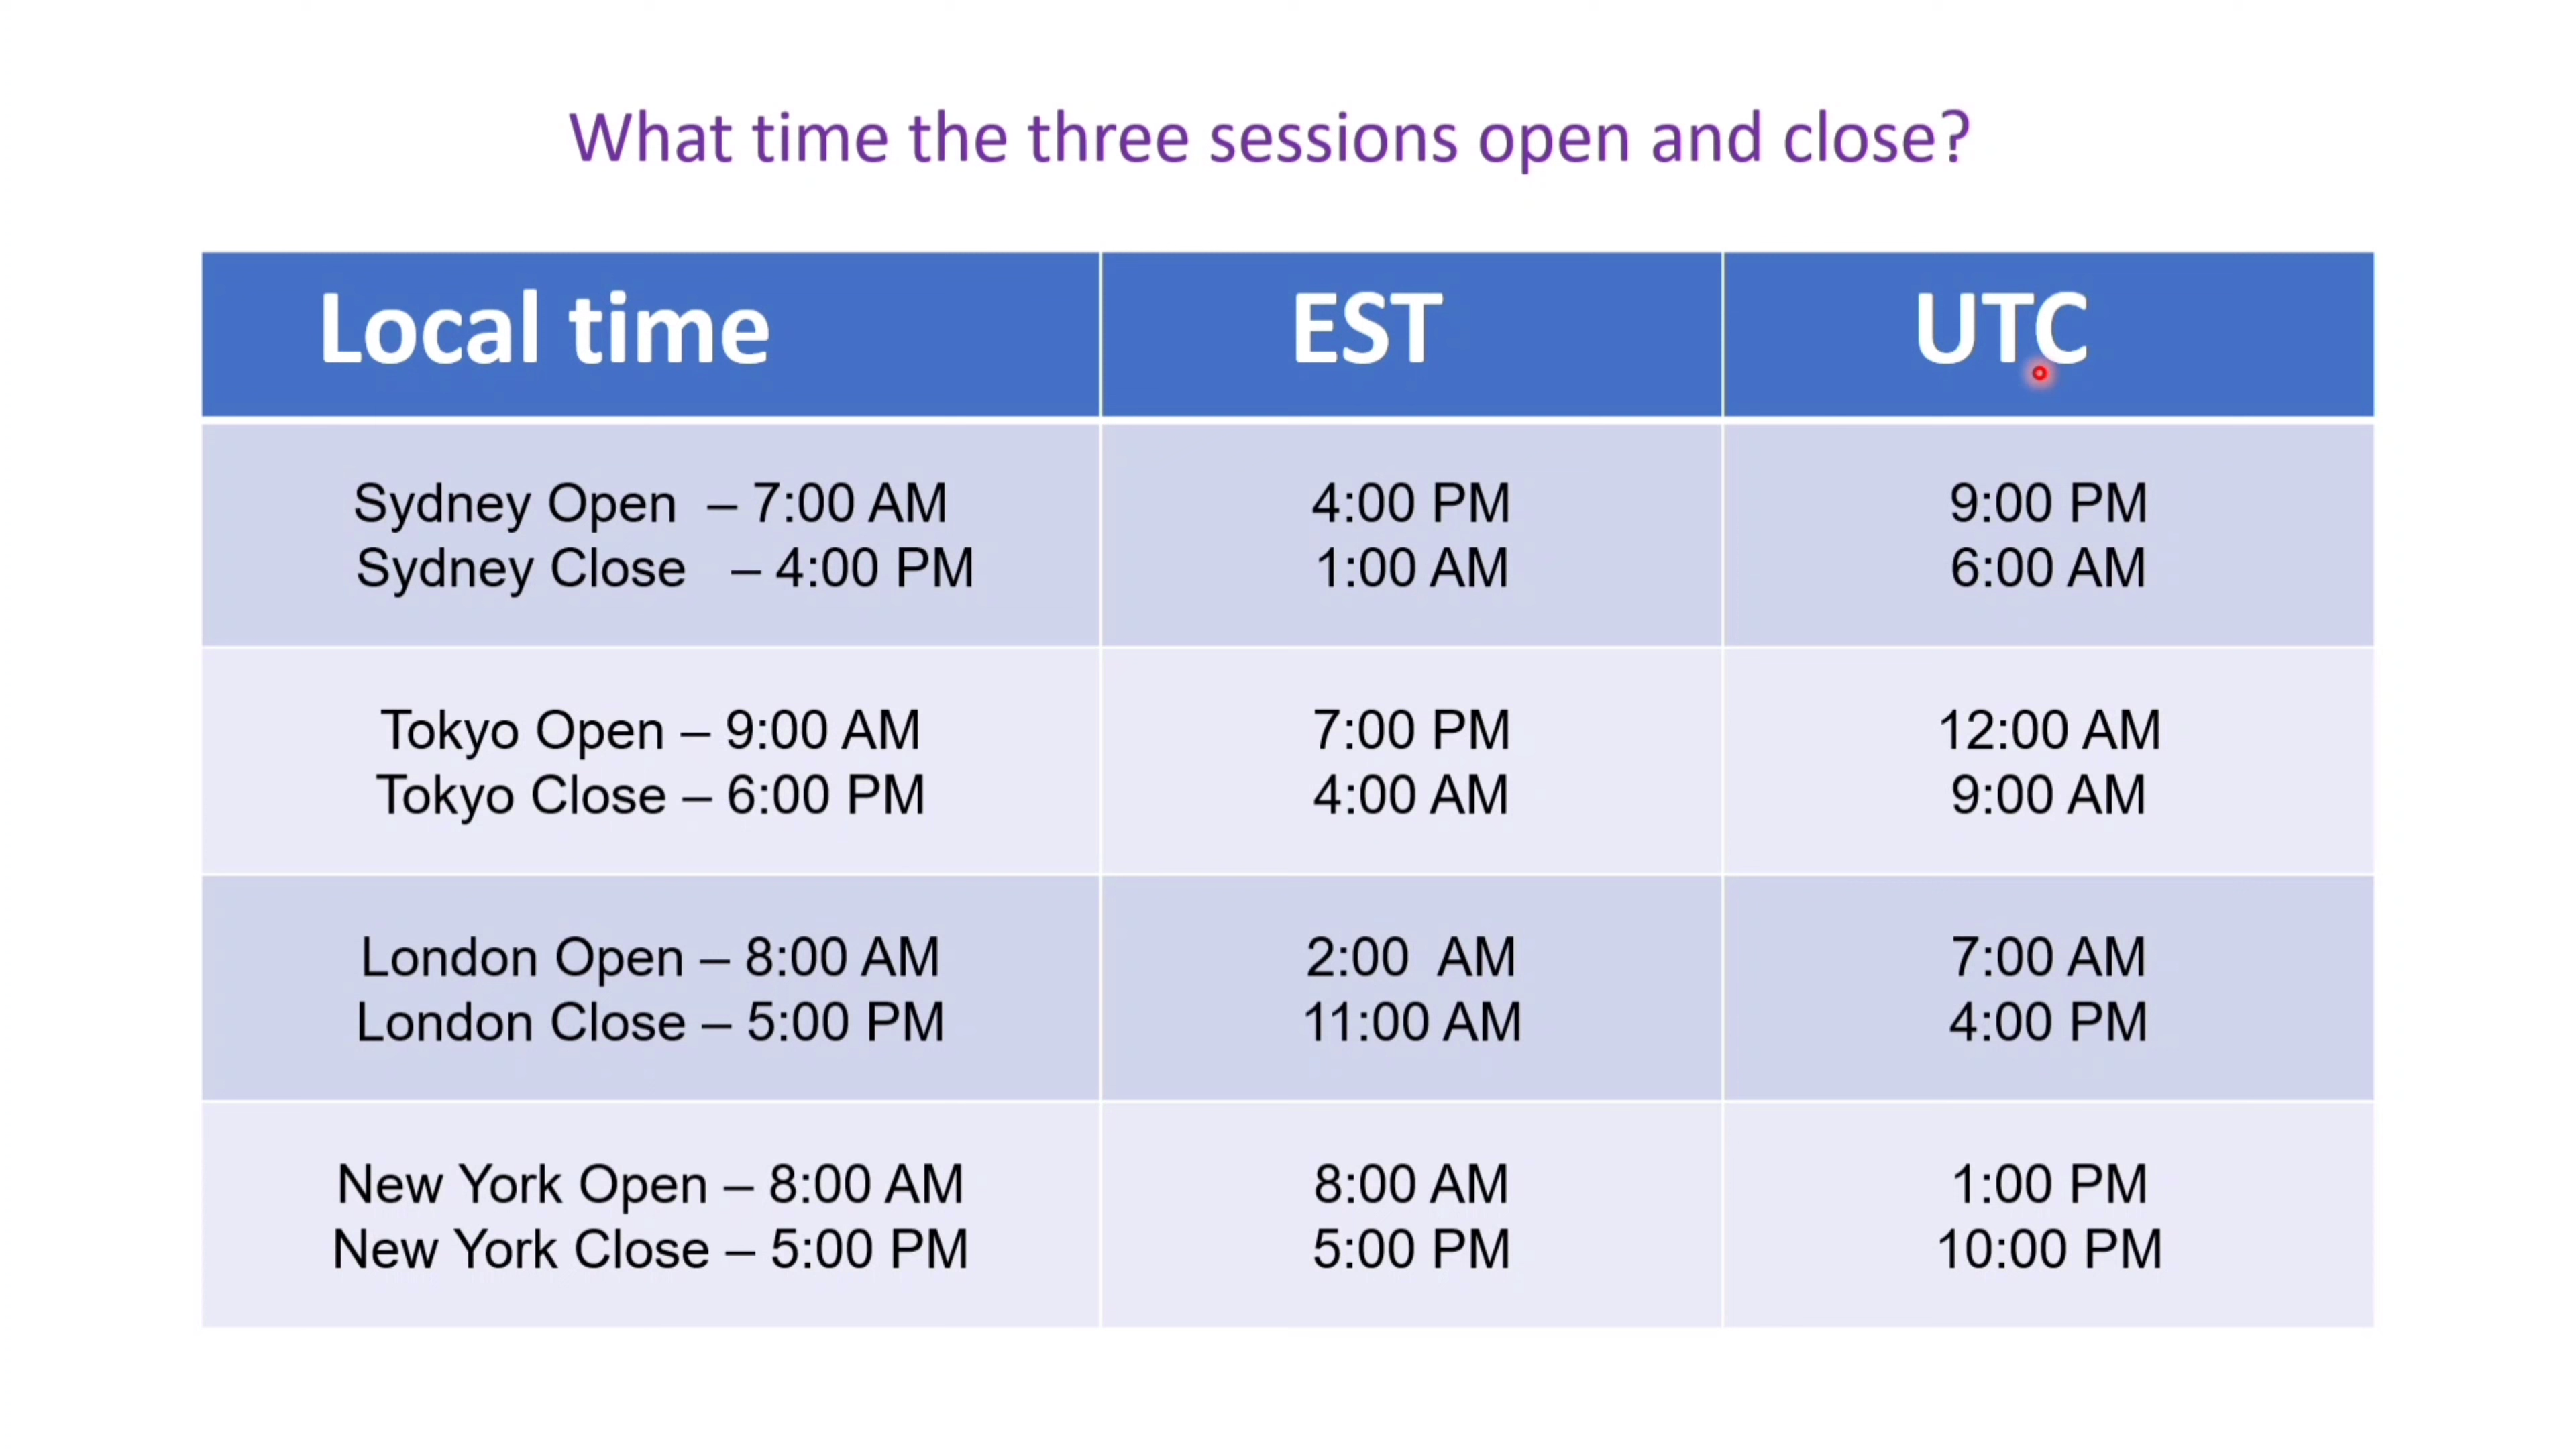 What time the three sessions open and close?
Local time EST UTC
Sydney Open – 7:00 AM 4:00 PM 9:00 PM
Sydney Close – 4:00 PM 1:00 AM 6:00 AM
Tokyo Open – 9:00 AM 7:00 PM 12:00 AM
Tokyo Close – 6:00 PM 4:00 AM 9:00 AM
London Open – 8:00 AM 2:00 AM 7:00 AM
London Close – 5:00 PM 11:00 AM 4:00 PM
New York Open – 8:00 AM 8:00 AM 1:00 PM
New York Close – 5:00 PM 5:00 PM 10:00 PM